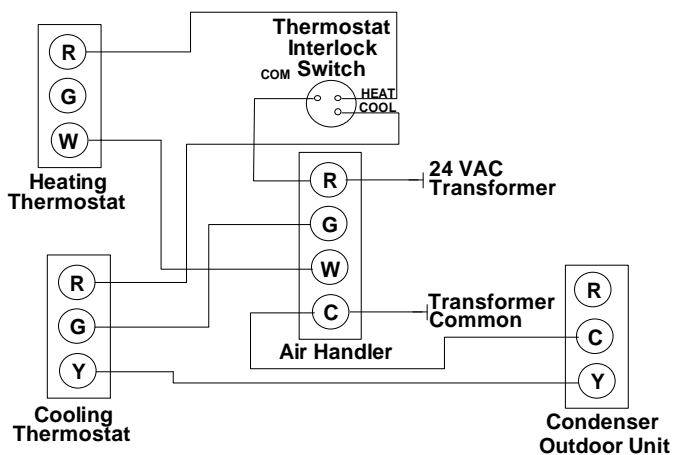 Thermostat
Interlock
Switch
COM
HEAT
COOL
R
G
W
Heating
Thermostat
R
G
W
C
Air Handler
24 VAC
Transformer
Transformer
Common
R
G
Y
Cooling
Thermostat
R
C
Y
Condenser
Outdoor Unit